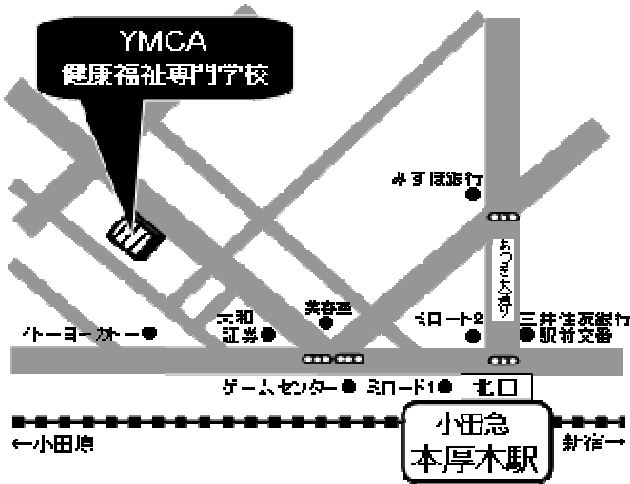 YMCA
健康福祉専門学校
みずほ銀行
あつぎ大通り
美容室
大和
証券
ミロード2
三井住友銀行
駅前交番
イトーヨーカドー
ゲームセンター
ミロード1
北口
小田急
本厚木駅
←小田原
新宿→